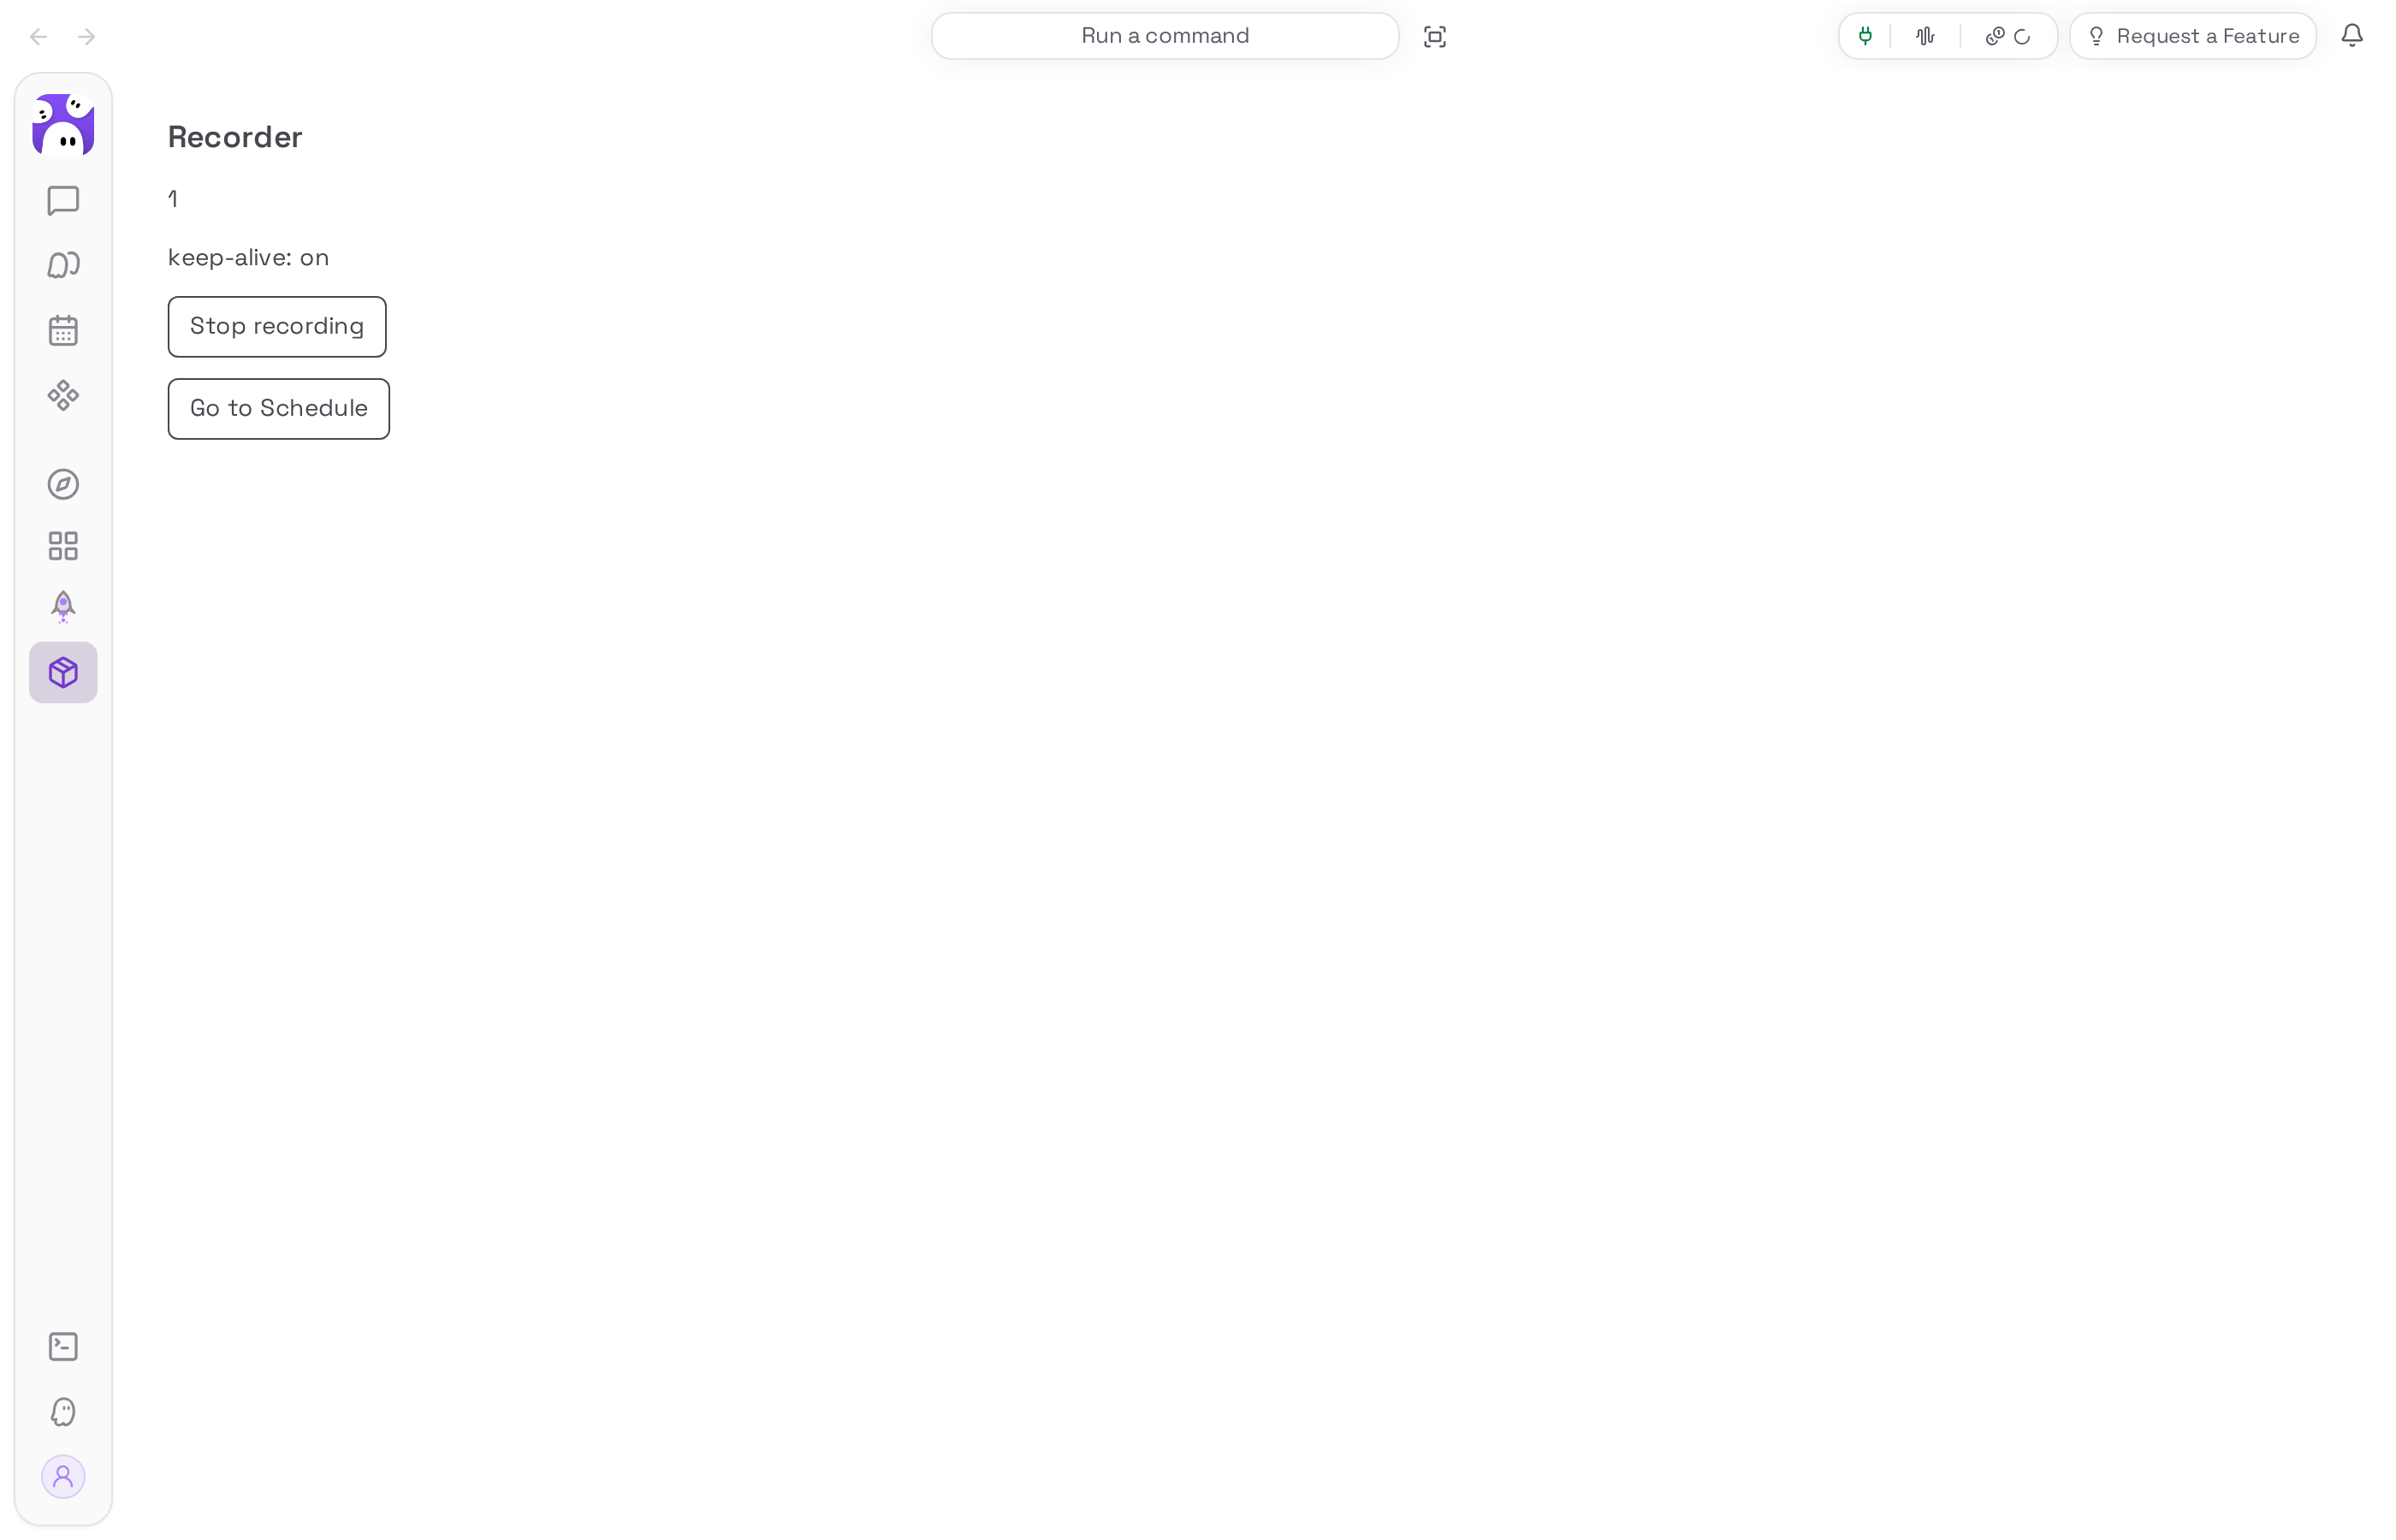 Run a command
Request a Feature
Recorder
1
keep-alive: on
Stop recording
Go to Schedule